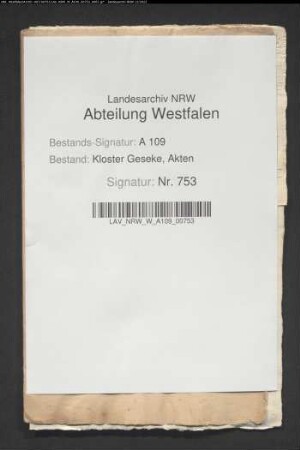 Landesarchiv NRW
Abteilung Westfalen
Bestands-Signatur: A 109
Bestand: Kloster Geseke, Akten
Signatur: Nr. 753
LAV_NRW_W_A109_00753